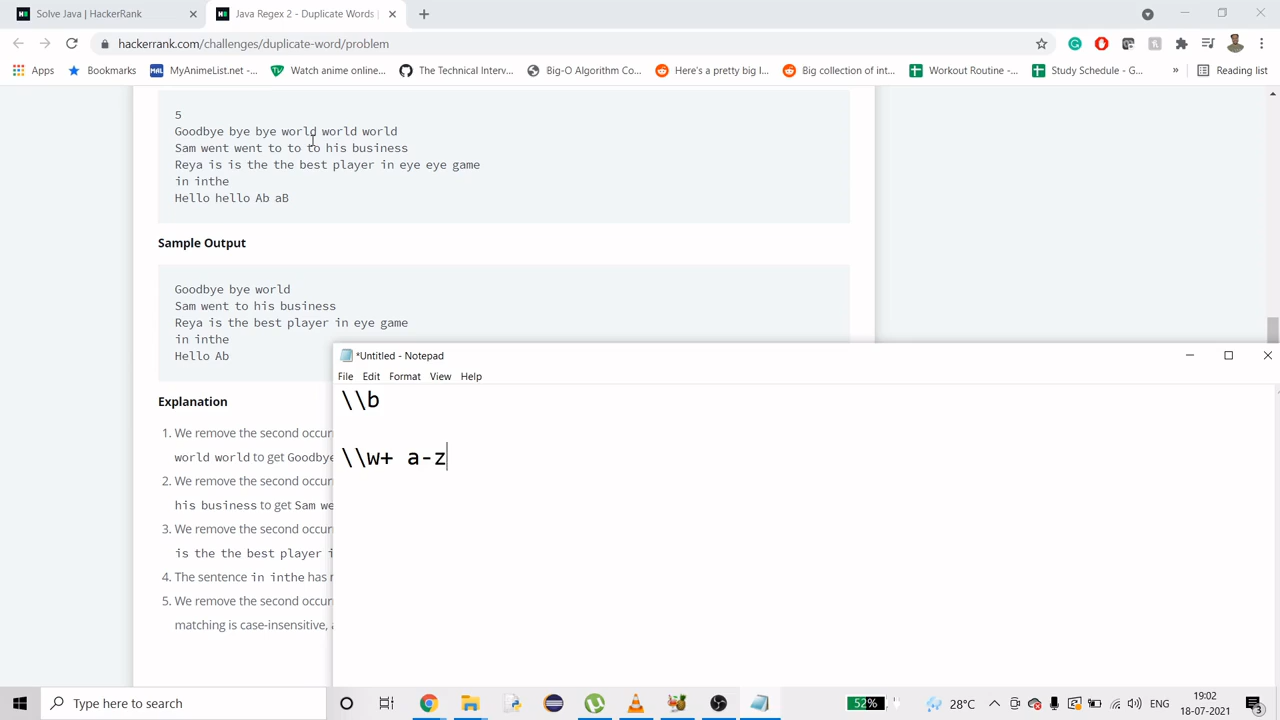 Solve Java | HackerRank
Java Regex 2 - Duplicate Words |
hackerrank.com/challenges/duplicate-word/problem
Apps Bookmarks MyAnimeList.net -... Watch anime online... The Technical Interv... Big-O Algorithm Co... Here's a pretty big l... Big collection of int... Workout Routine -... Study Schedule - G... » Reading list
5
Goodbye bye bye world world world
Sam went went to to to his business
Reya is is the the best player in eye eye game
in inthe
Hello hello Ab aB
Sample Output
Goodbye bye world
Sam went to his business
Reya is the best player in eye game
in inthe
Hello Ab
*Untitled - Notepad
File Edit Format View Help
\\b
\\w+ a-z
Explanation
1. We remove the second occur
world world to get Goodbye
2. We remove the second occur
his business to get Sam we
3. We remove the second occur
is the the best player i
4. The sentence in inthe has
5. We remove the second occur
matching is case-insensitive,
Type here to search
52%
28°C
ENG
19:02
18-07-2021
3